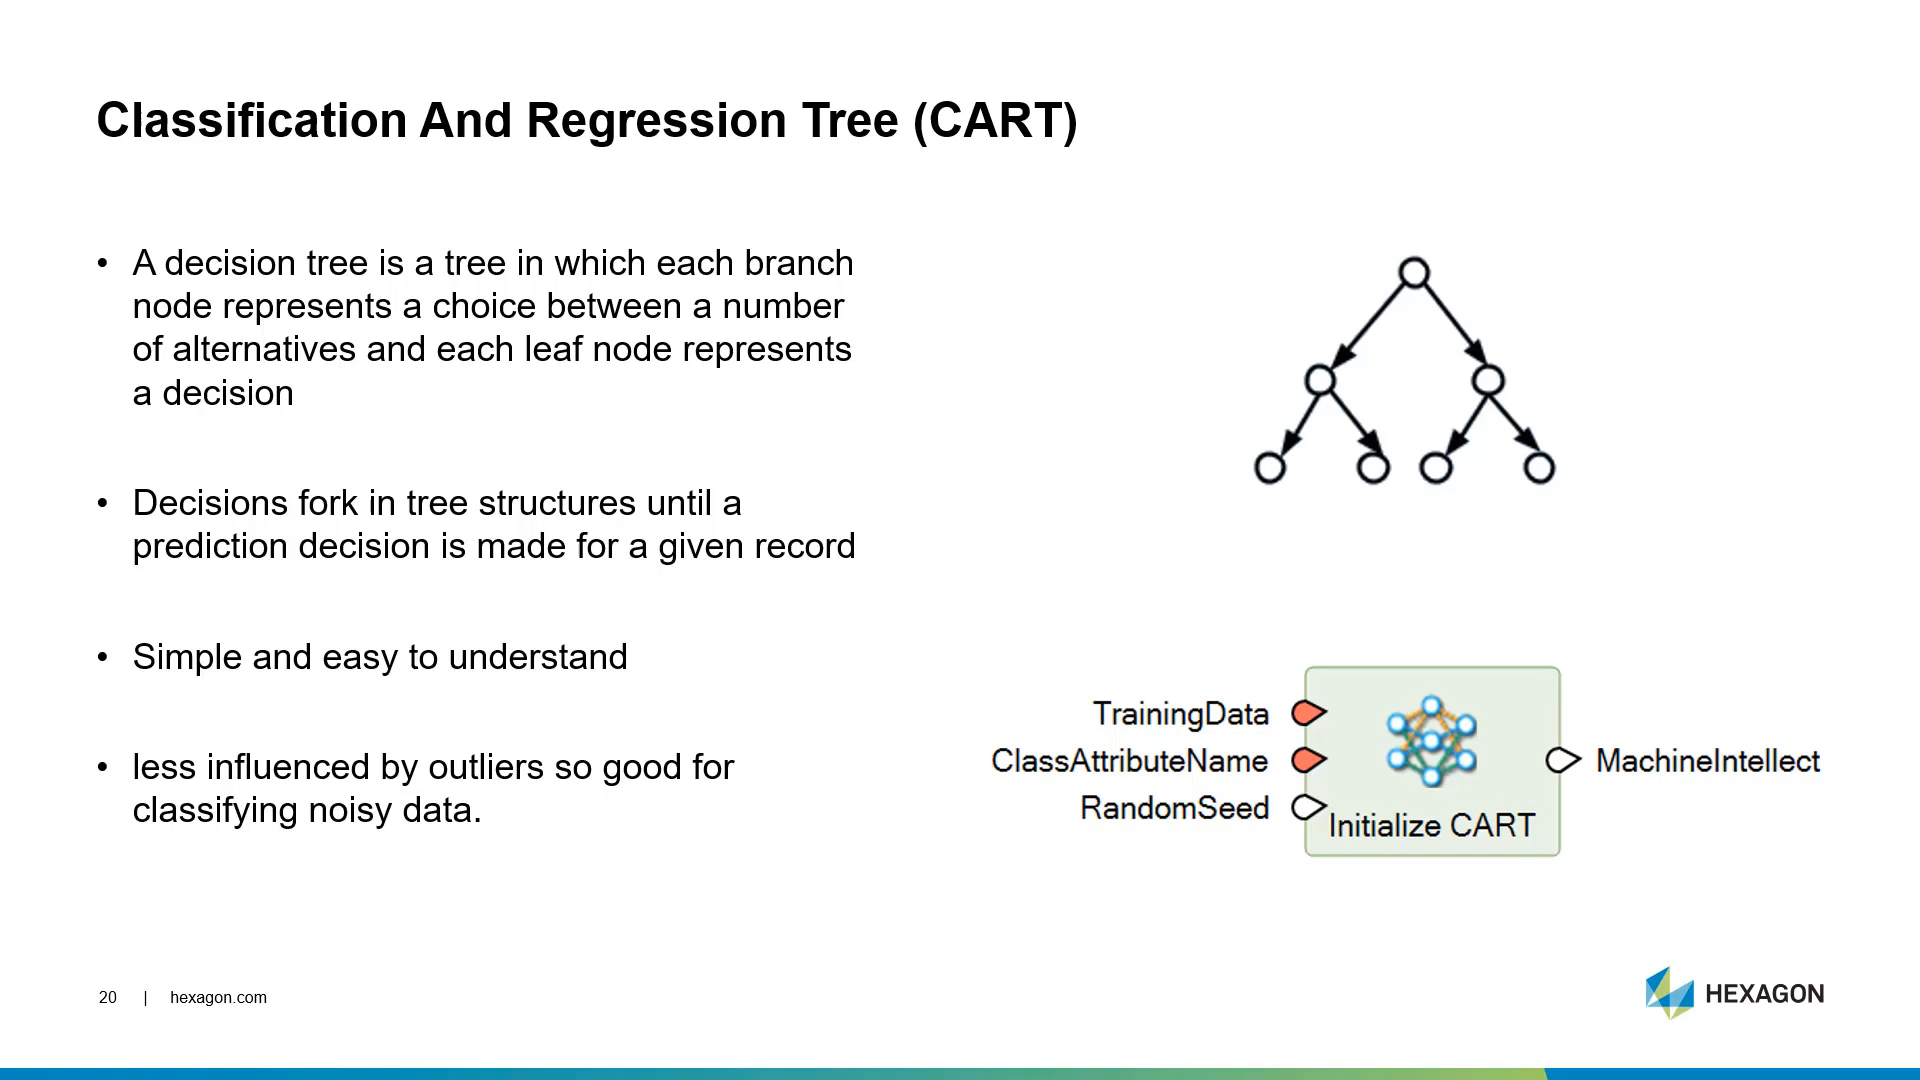 Classification And Regression Tree (CART)
• A decision tree is a tree in which each branch
node represents a choice between a number
of alternatives and each leaf node represents
a decision
• Decisions fork in tree structures until a
prediction decision is made for a given record
• Simple and easy to understand
• less influenced by outliers so good for
classifying noisy data.
TrainingData
ClassAttributeName
RandomSeed
Initialize CART
MachineIntellect
20 | hexagon.com
HEXAGON